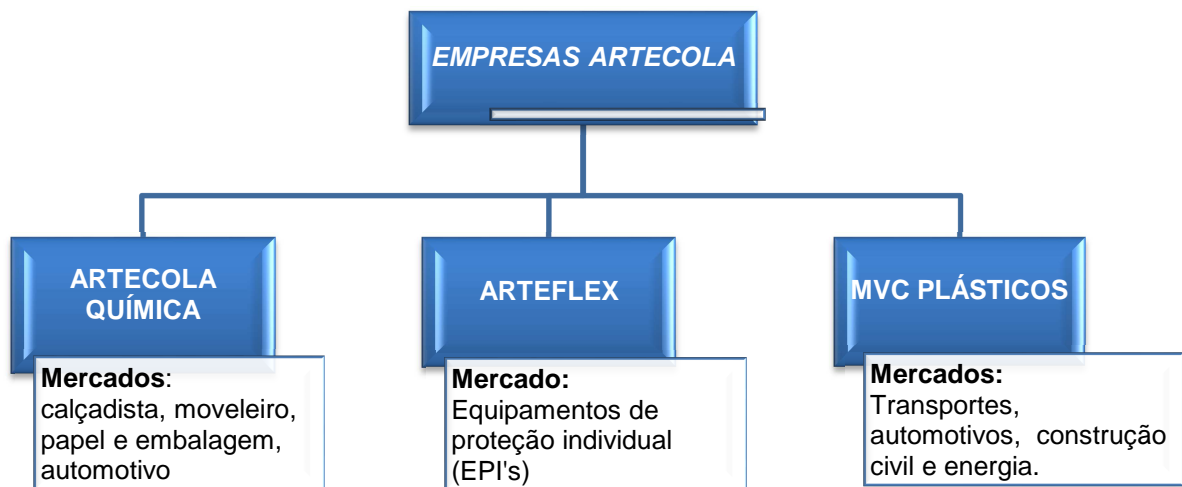 EMPRESAS ARTECOLA
ARTECOLA
QUÍMICA
Mercados:
calçadista, moveleiro,
papel e embalagem,
automotivo
ARTEFLEX
Mercado:
Equipamentos de
proteção individual
(EPI's)
MVC PLÁSTICOS
Mercados:
Transportes,
automotivos, construção
civil e energia.